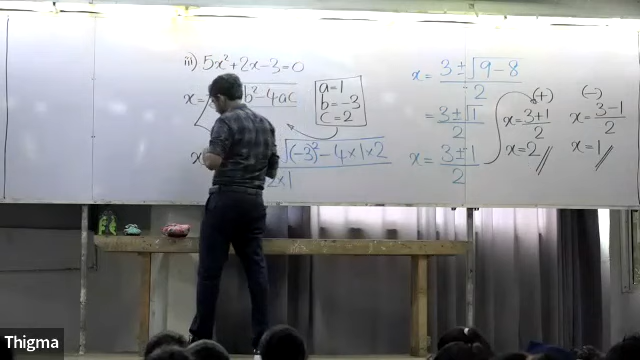 iii) 5x² + 2x - 3 = 0
x =
b² - 4ac
a = 1
b = -3
c = 2
x
√(-3)² - 4×1×2
2×1
x = 3 ± √9 - 8
2
= 3 ± √1
2
x = 3 ± 1
2
(+)
x = 3+1
2
x = 2 //
(-)
x = 3-1
2
x = 1 //
Thigma